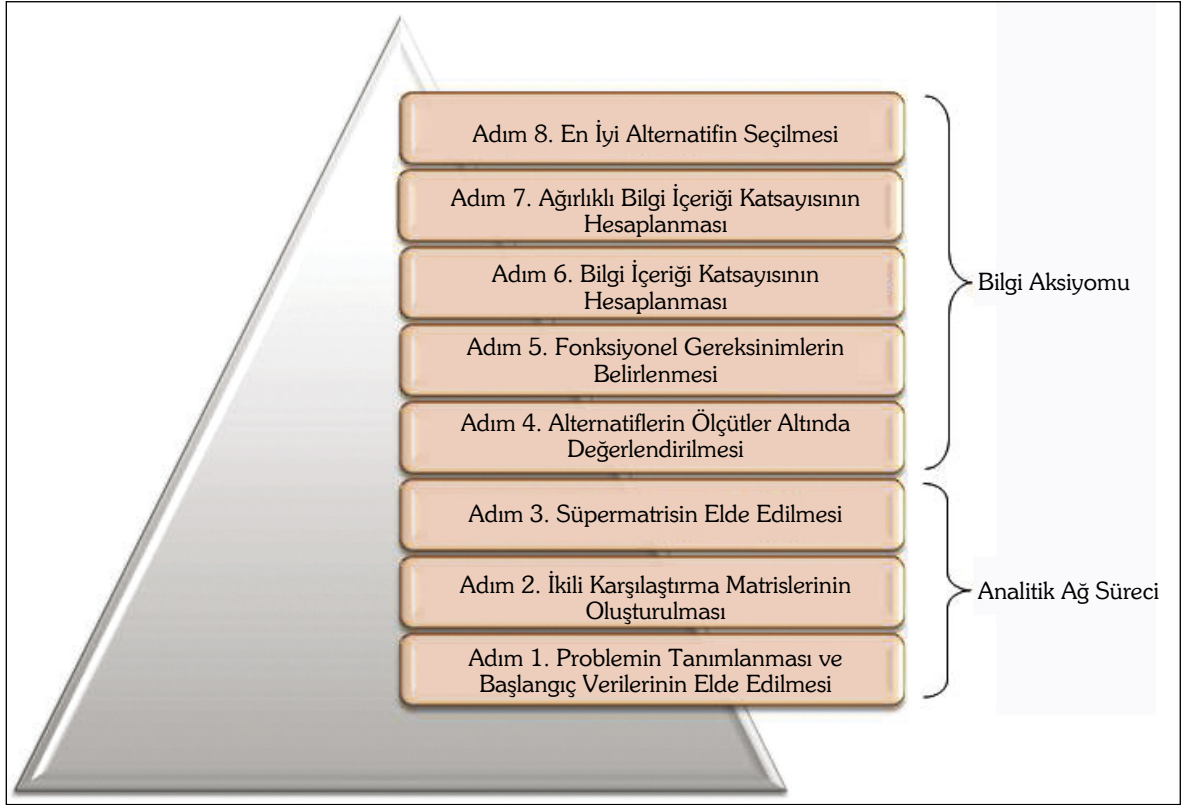 Adım 8. En İyi Alternatifin Seçilmesi
Adım 7. Ağırlıklı Bilgi İçeriği Katsayısının
Hesaplanması
Adım 6. Bilgi İçeriği Katsayısının
Hesaplanması
Adım 5. Fonksiyonel Gereksinimlerin
Belirlenmesi
Adım 4. Alternatiflerin Ölçütler Altında
Değerlendirilmesi
Bilgi Aksiyomu
Adım 3. Süpermatrisin Elde Edilmesi
Adım 2. İkili Karşılaştırma Matrislerinin
Oluşturulması
Adım 1. Problemin Tanımlanması ve
Başlangıç Verilerinin Elde Edilmesi
Analitik Ağ Süreci